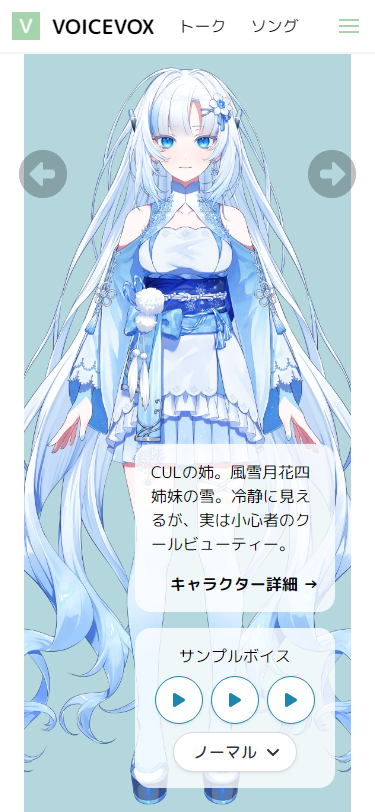 V VOICEVOX トーク ソング
CULの姉。風雪月花四
姉妹の雪。冷静に見え
るが、実は小心者のク
ールビューティー。
キャラクター詳細 →
サンプルボイス
ノーマル